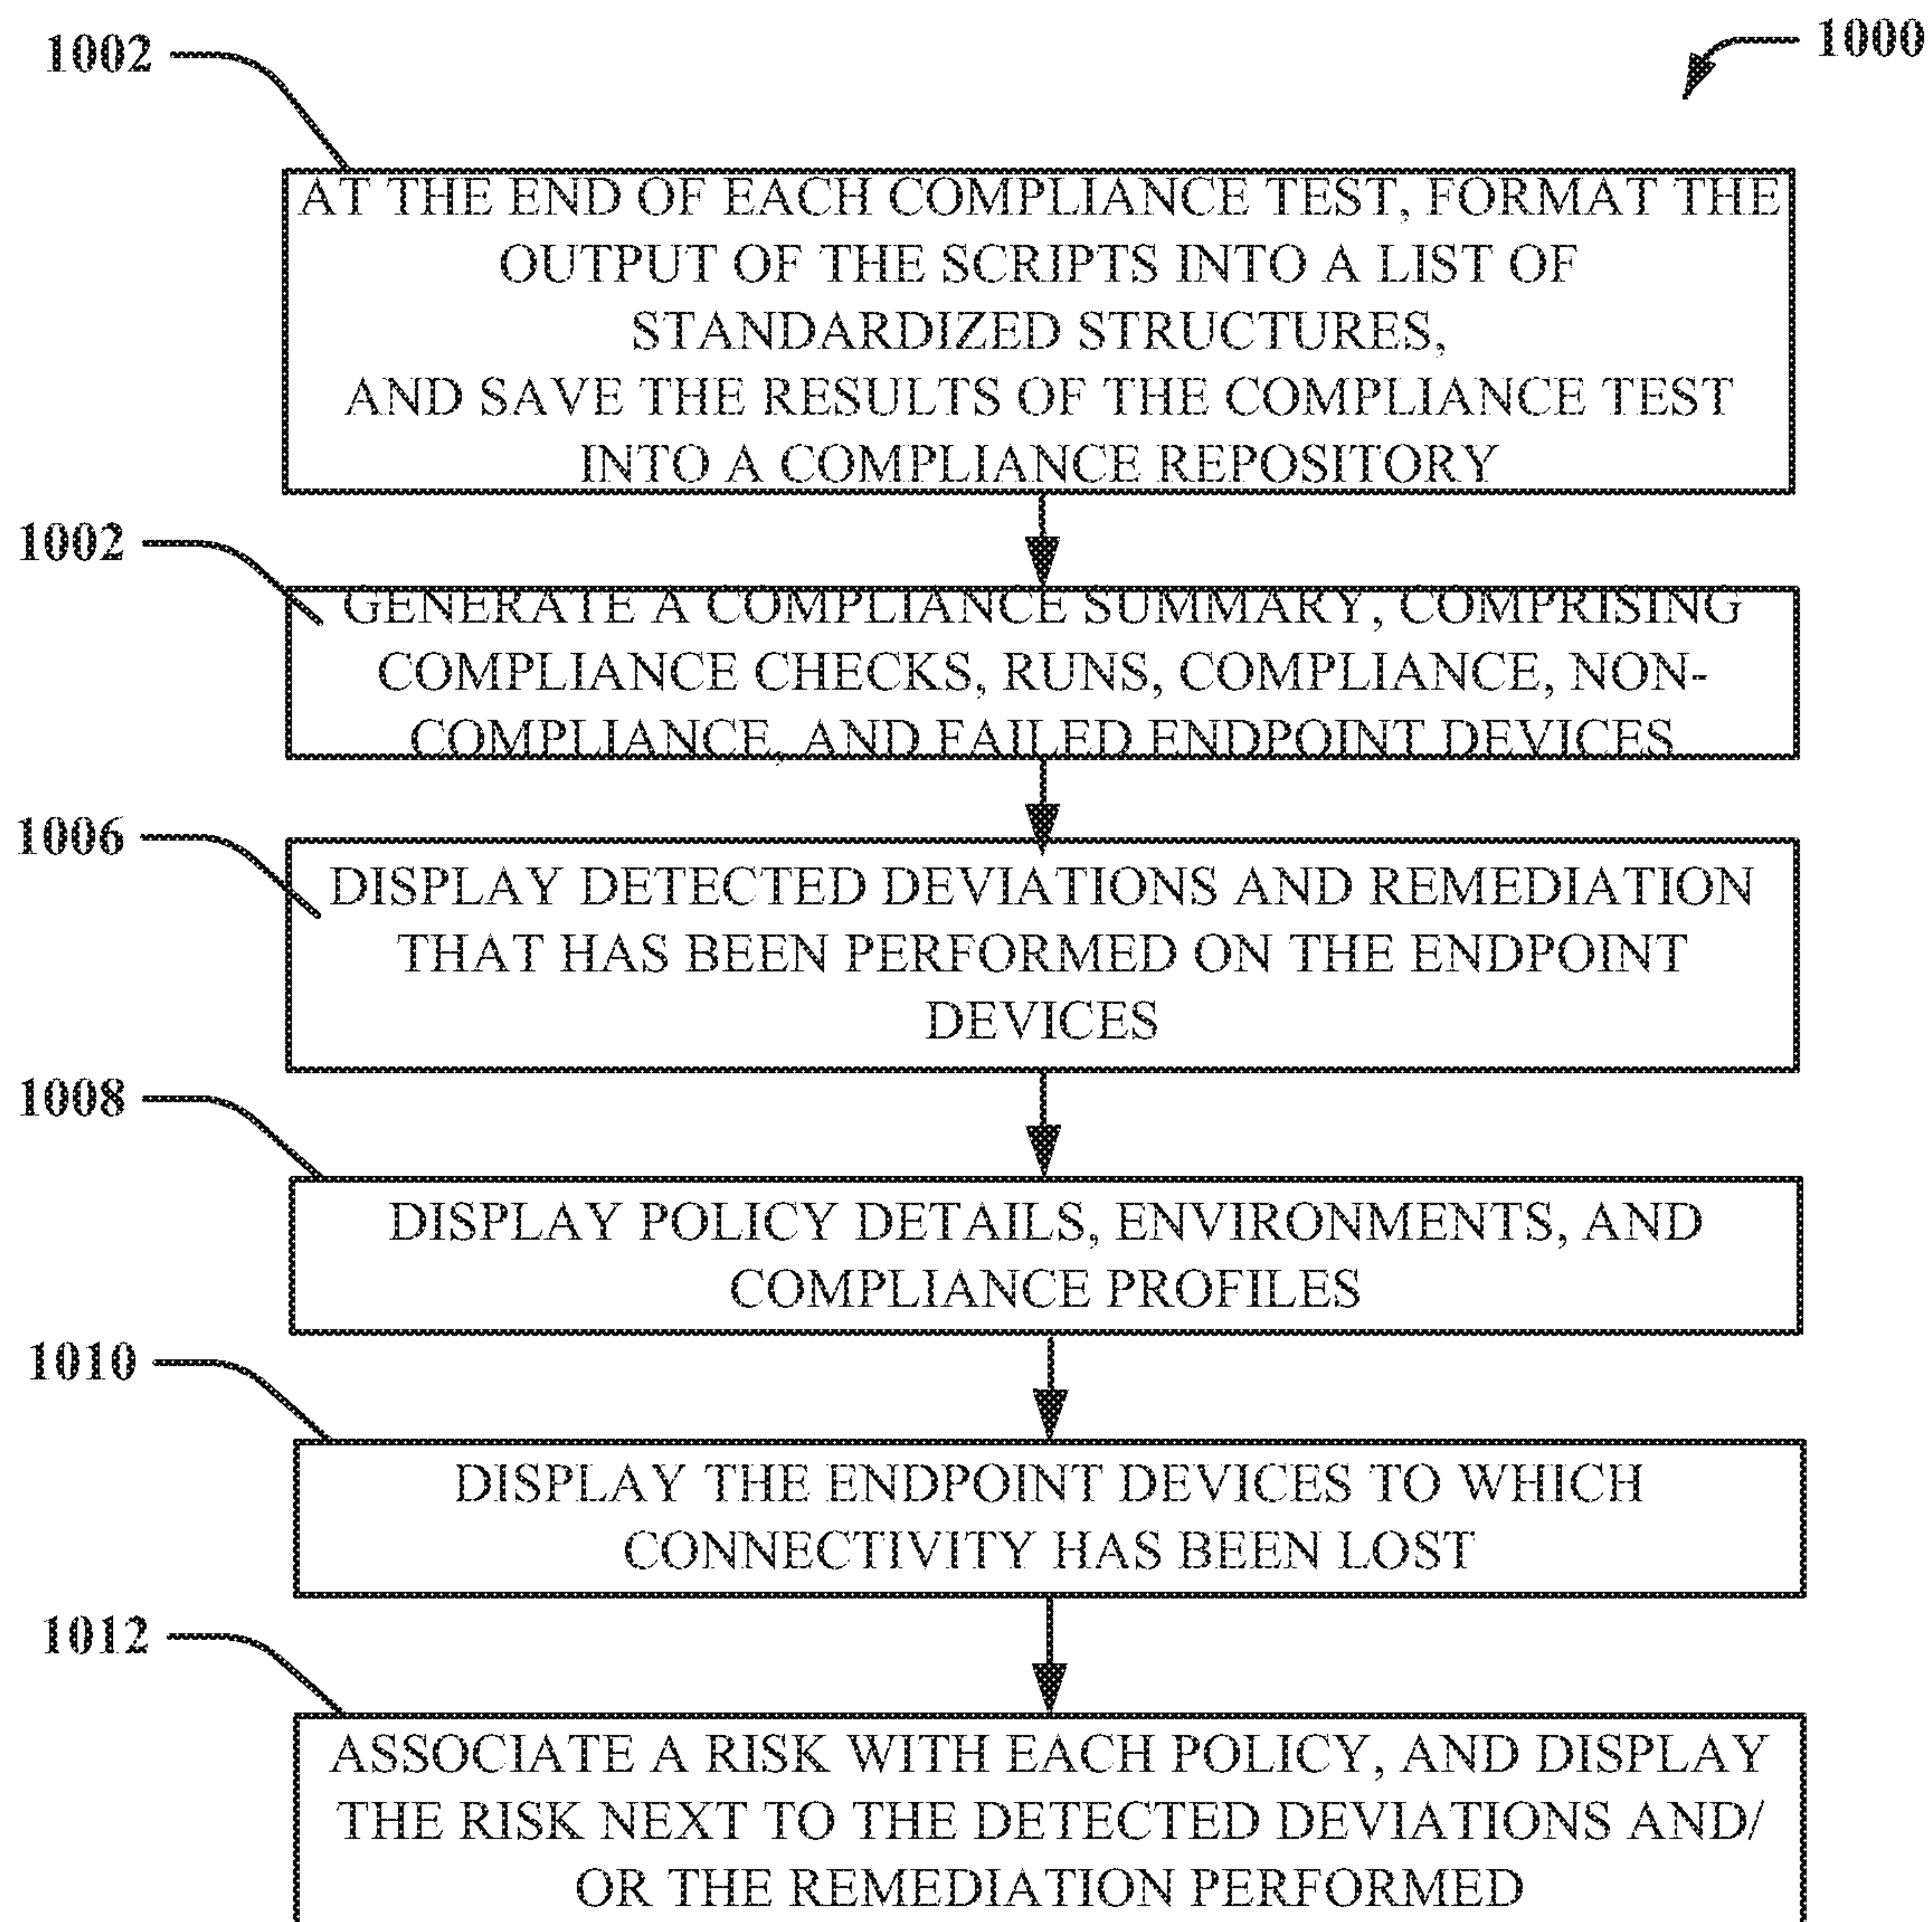 1000
1002
AT THE END OF EACH COMPLIANCE TEST, FORMAT THE
OUTPUT OF THE SCRIPTS INTO A LIST OF
STANDARDIZED STRUCTURES,
AND SAVE THE RESULTS OF THE COMPLIANCE TEST
INTO A COMPLIANCE REPOSITORY
1002
GENERATE A COMPLIANCE SUMMARY, COMPRISING
COMPLIANCE CHECKS, RUNS, COMPLIANCE, NON-
COMPLIANCE, AND FAILED ENDPOINT DEVICES
1006
DISPLAY DETECTED DEVIATIONS AND REMEDIATION
THAT HAS BEEN PERFORMED ON THE ENDPOINT
DEVICES
1008
DISPLAY POLICY DETAILS, ENVIRONMENTS, AND
COMPLIANCE PROFILES
1010
DISPLAY THE ENDPOINT DEVICES TO WHICH
CONNECTIVITY HAS BEEN LOST
1012
ASSOCIATE A RISK WITH EACH POLICY, AND DISPLAY
THE RISK NEXT TO THE DETECTED DEVIATIONS AND/
OR THE REMEDIATION PERFORMED